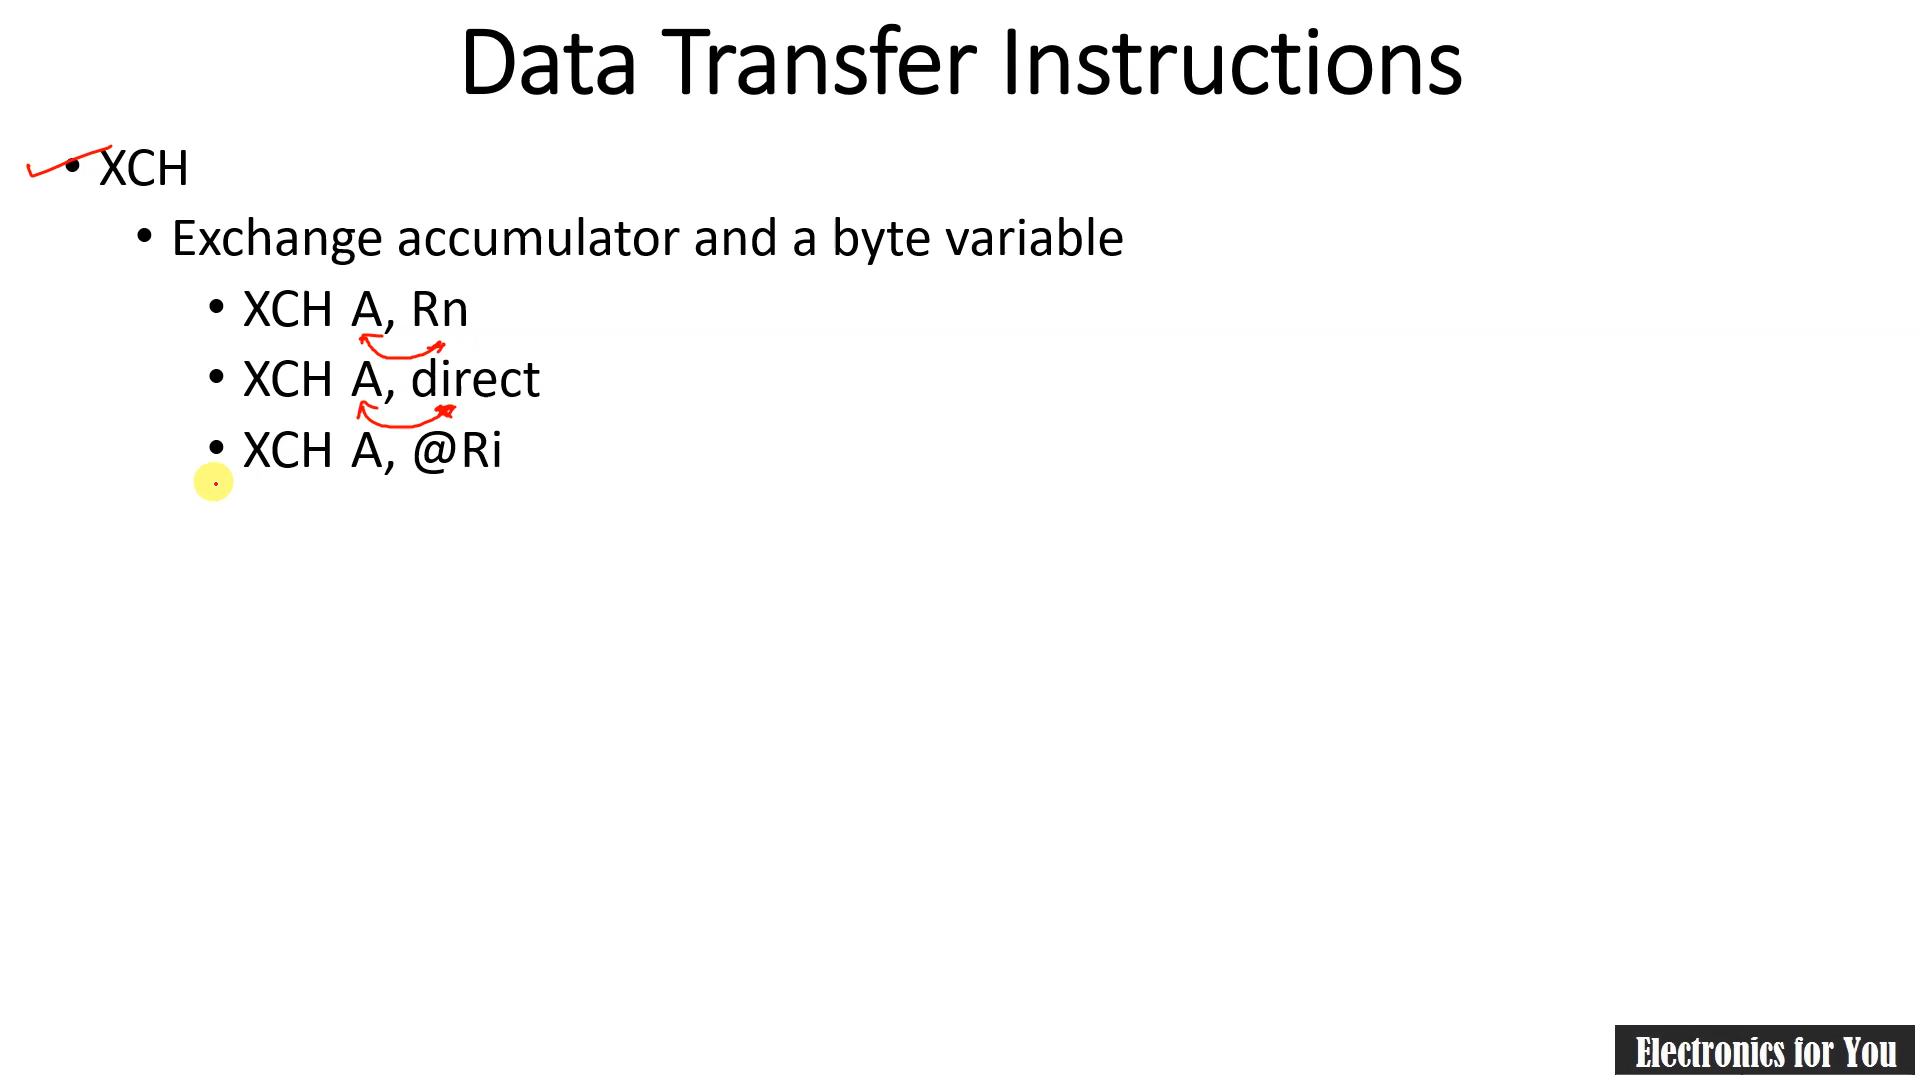 Data Transfer Instructions
• XCH
• Exchange accumulator and a byte variable
• XCH A, Rn
• XCH A, direct
• XCH A, @Ri
Electronics for You